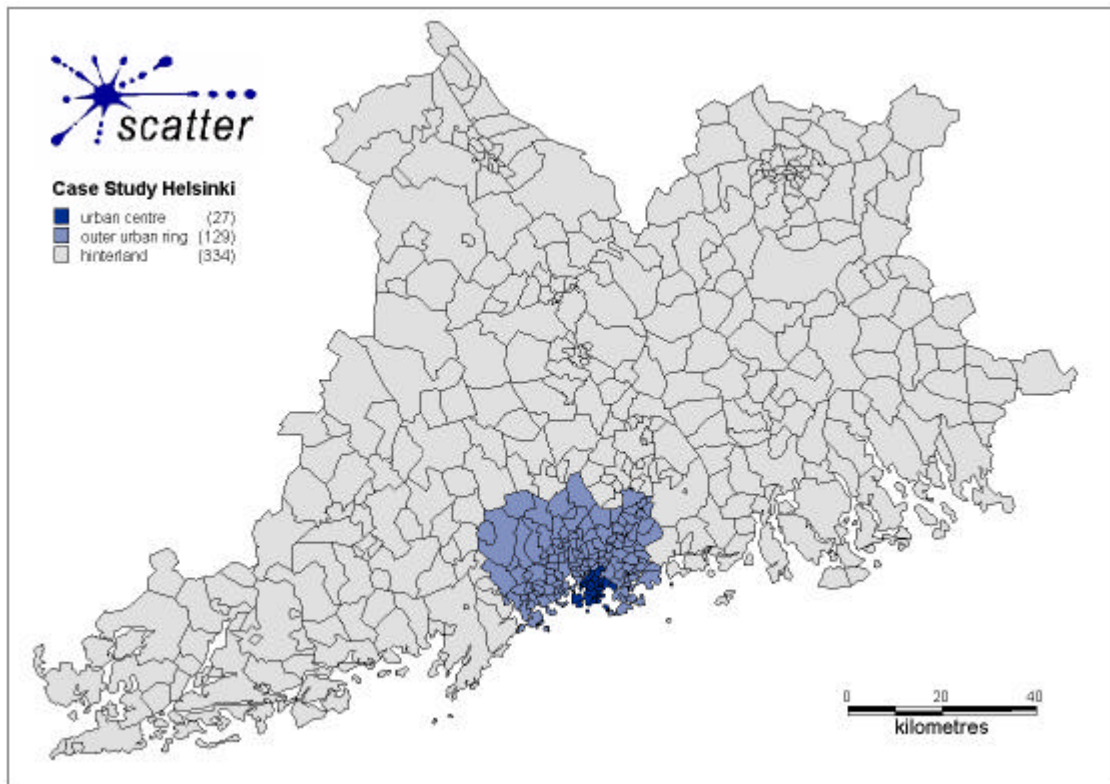 scatter
Case Study Helsinki
urban centre (27)
outer urban ring (129)
hinterland (334)
0 20 40
kilometres